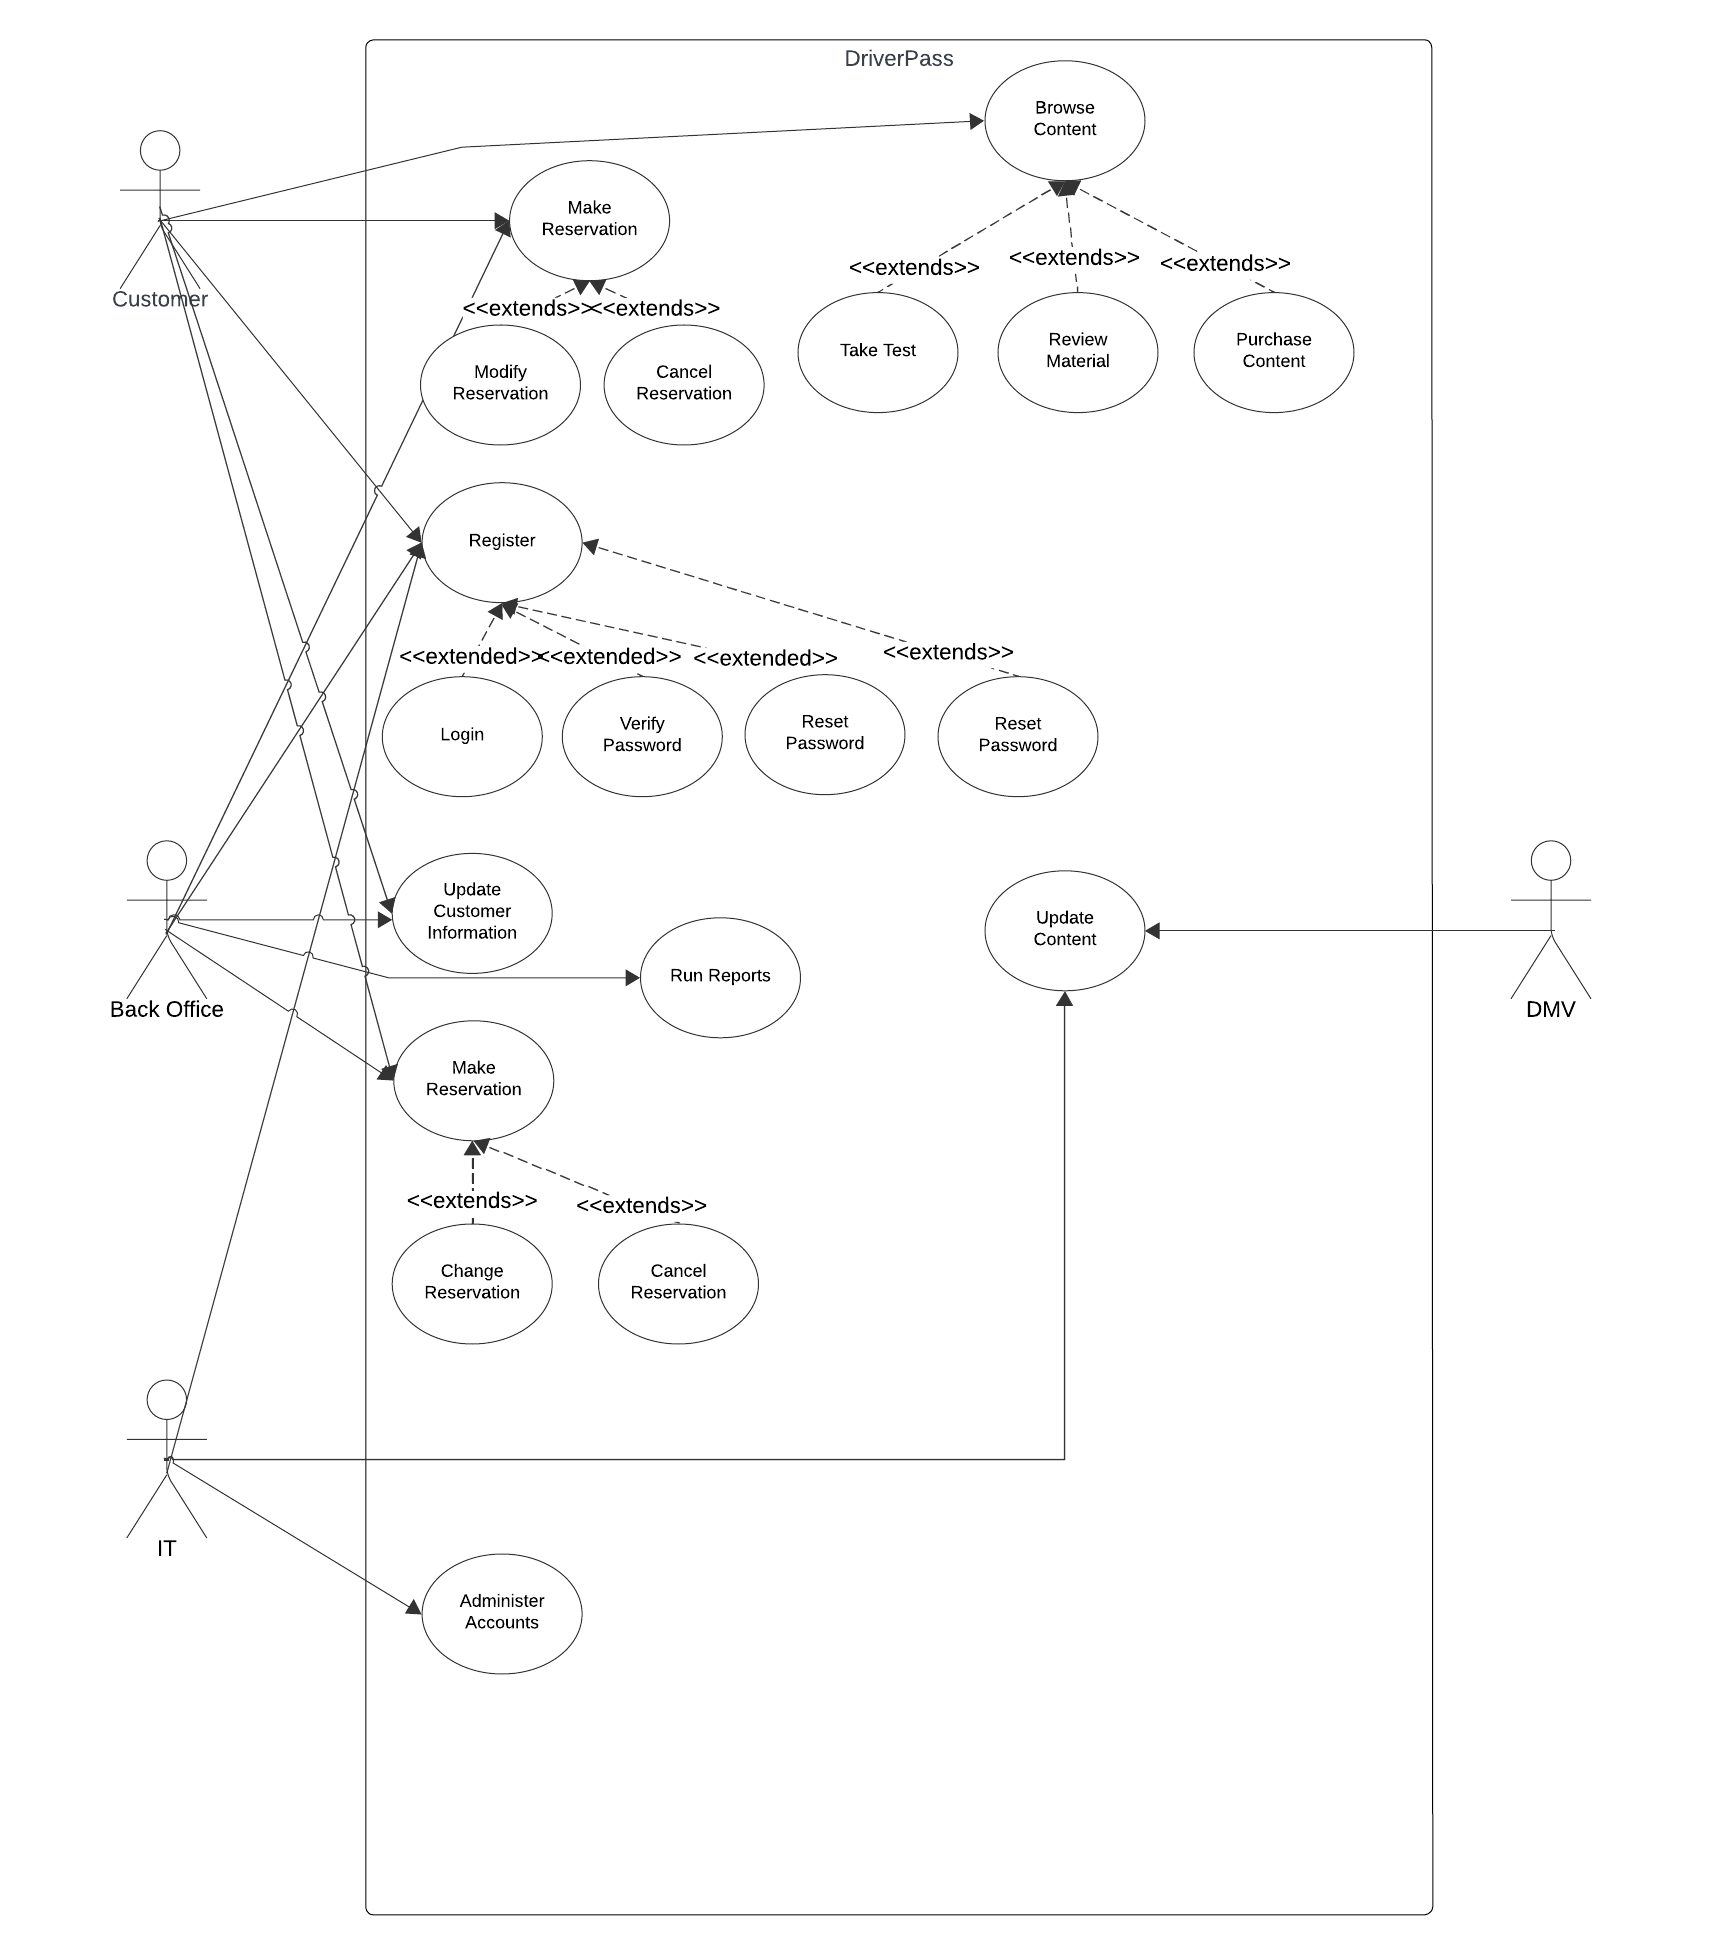 DriverPass
Browse
Content
Make
Reservation
Customer
<<extends>>
<<extends>>
<<extends>>
<<extends>>
<<extends>>
Modify
Reservation
Cancel
Reservation
Take Test
Review
Material
Purchase
Content
Register
<<extended>>
<<extended>>
<<extended>>
<<extends>>
Login
Verify
Password
Reset
Password
Reset
Password
Update
Customer
Information
Update
Content
Run Reports
Back Office
DMV
Make
Reservation
<<extends>>
<<extends>>
Change
Reservation
Cancel
Reservation
IT
Administer
Accounts